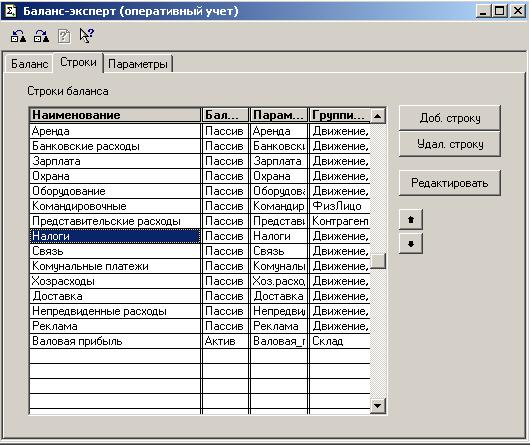 Баланс-эксперт (оперативный учет)
Баланс Строки Параметры
Строки баланса
Наименование Бал... Парам... Группи...
Аренда Пассив Аренда Движение,
Банковские расходы Пассив Банковски Движение,
Зарплата Пассив Зарплата Движение,
Охрана Пассив Охрана Движение,
Оборудование Пассив Оборудова Движение,
Командировочные Пассив Командир ФизЛицо
Представительские расходы Пассив Представи Контрагент
Налоги Пассив Налоги Движение,
Связь Пассив Связь Движение,
Комунальные платежи Пассив Комуналы Движение,
Хозрасходы Пассив Хоз.расхо, Движение,
Доставка Пассив Доставка Движение,
Непредвиденные расходы Пассив Непредви Движение,
Реклама Пассив Реклама Движение,
Валовая прибыль Актив Валовая_г Склад
Доб. строку
Удал. строку
Редактировать